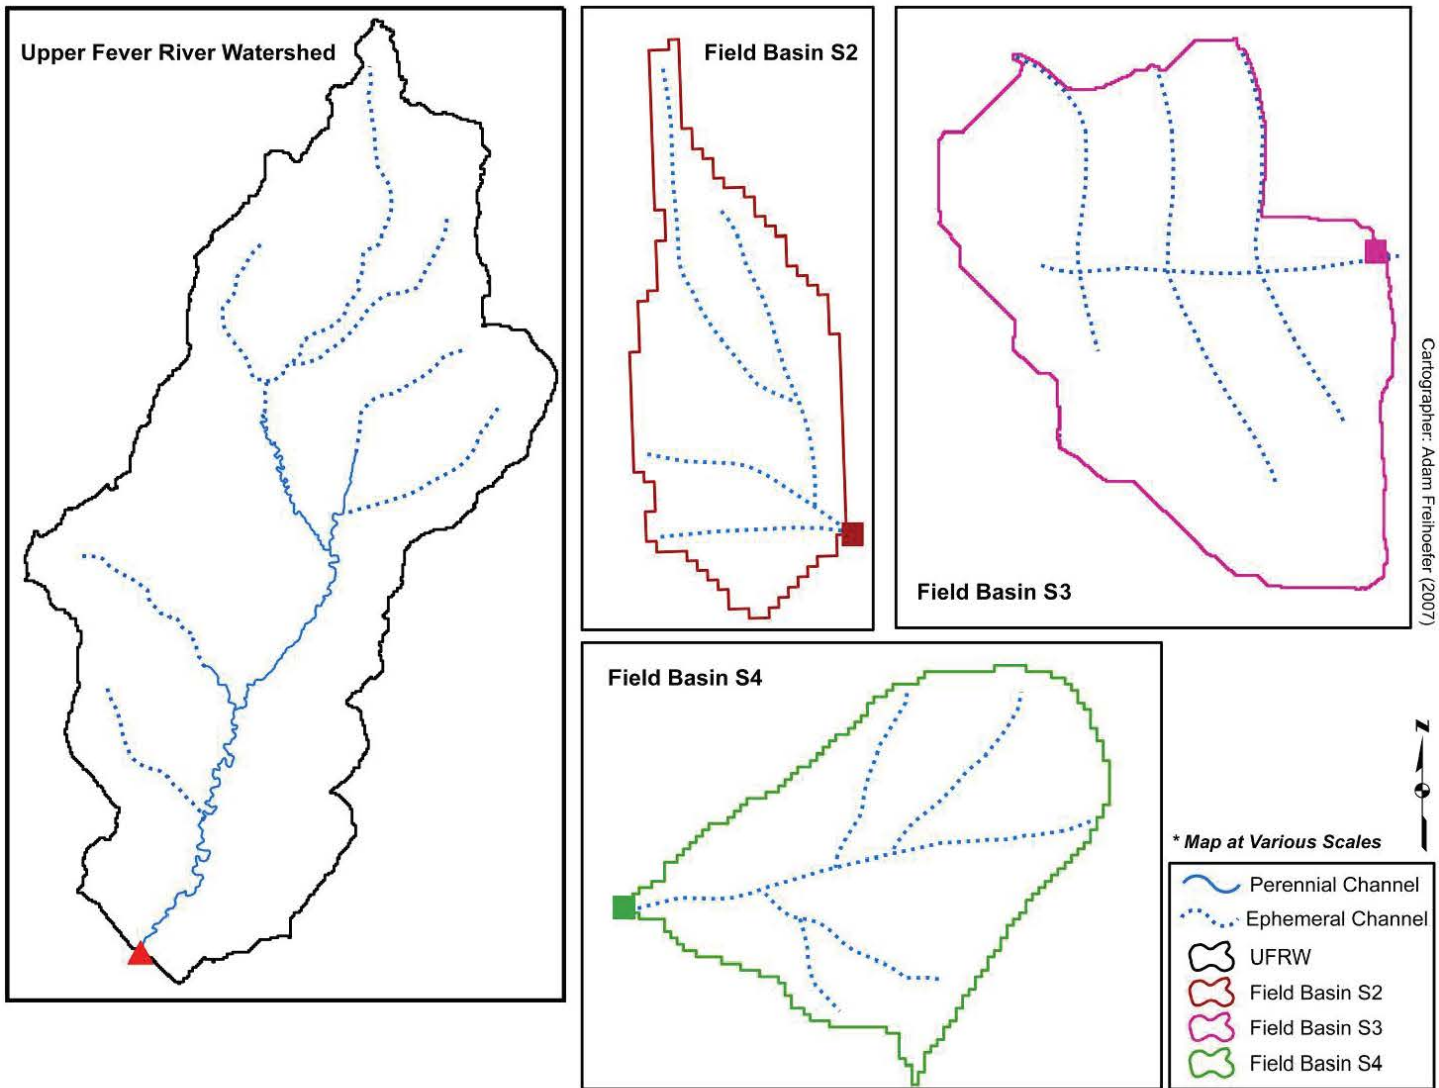 Upper Fever River Watershed
Field Basin S2
Field Basin S3
Cartographer: Adam Freihoefer (2007)
Field Basin S4
N
* Map at Various Scales
Perennial Channel
Ephemeral Channel
UFRW
Field Basin S2
Field Basin S3
Field Basin S4